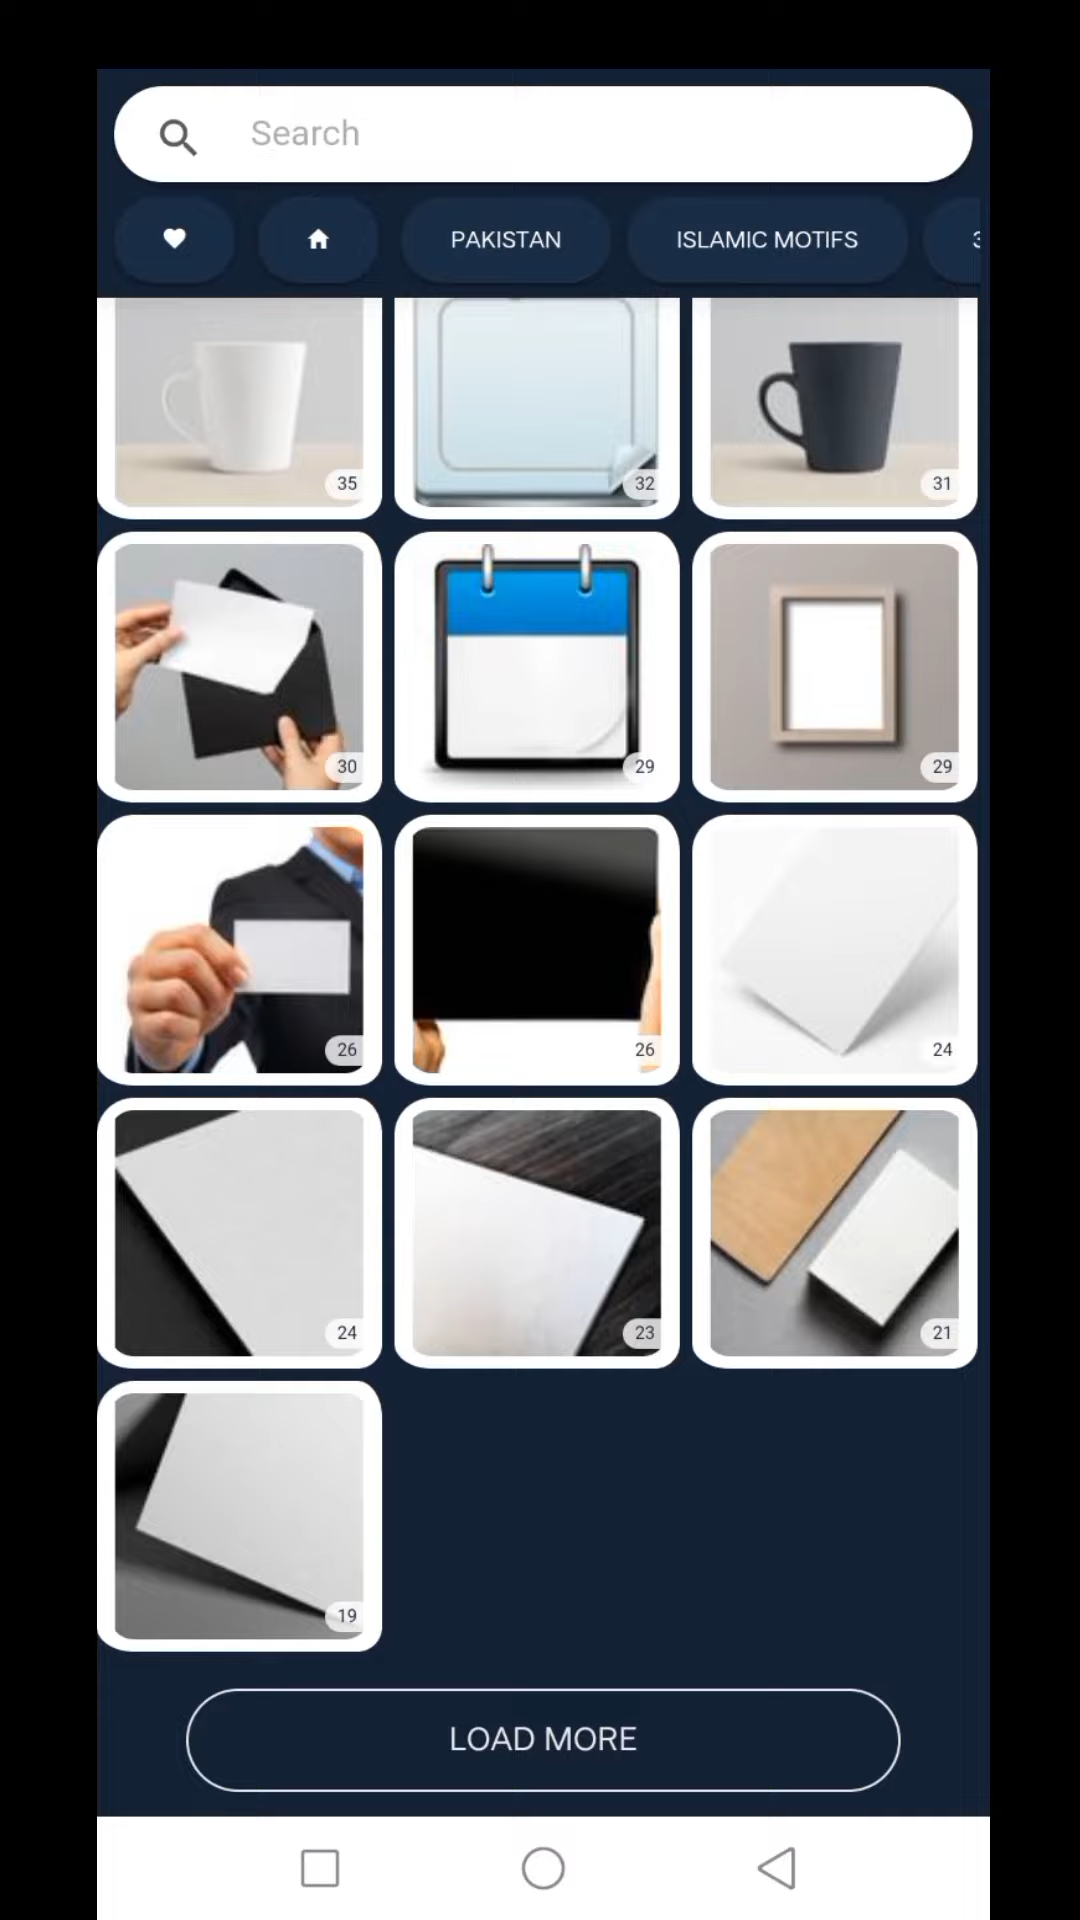 Search
PAKISTAN ISLAMIC MOTIFS
35 32 31
30 29 29
26 26 24
24 23 21
19
LOAD MORE